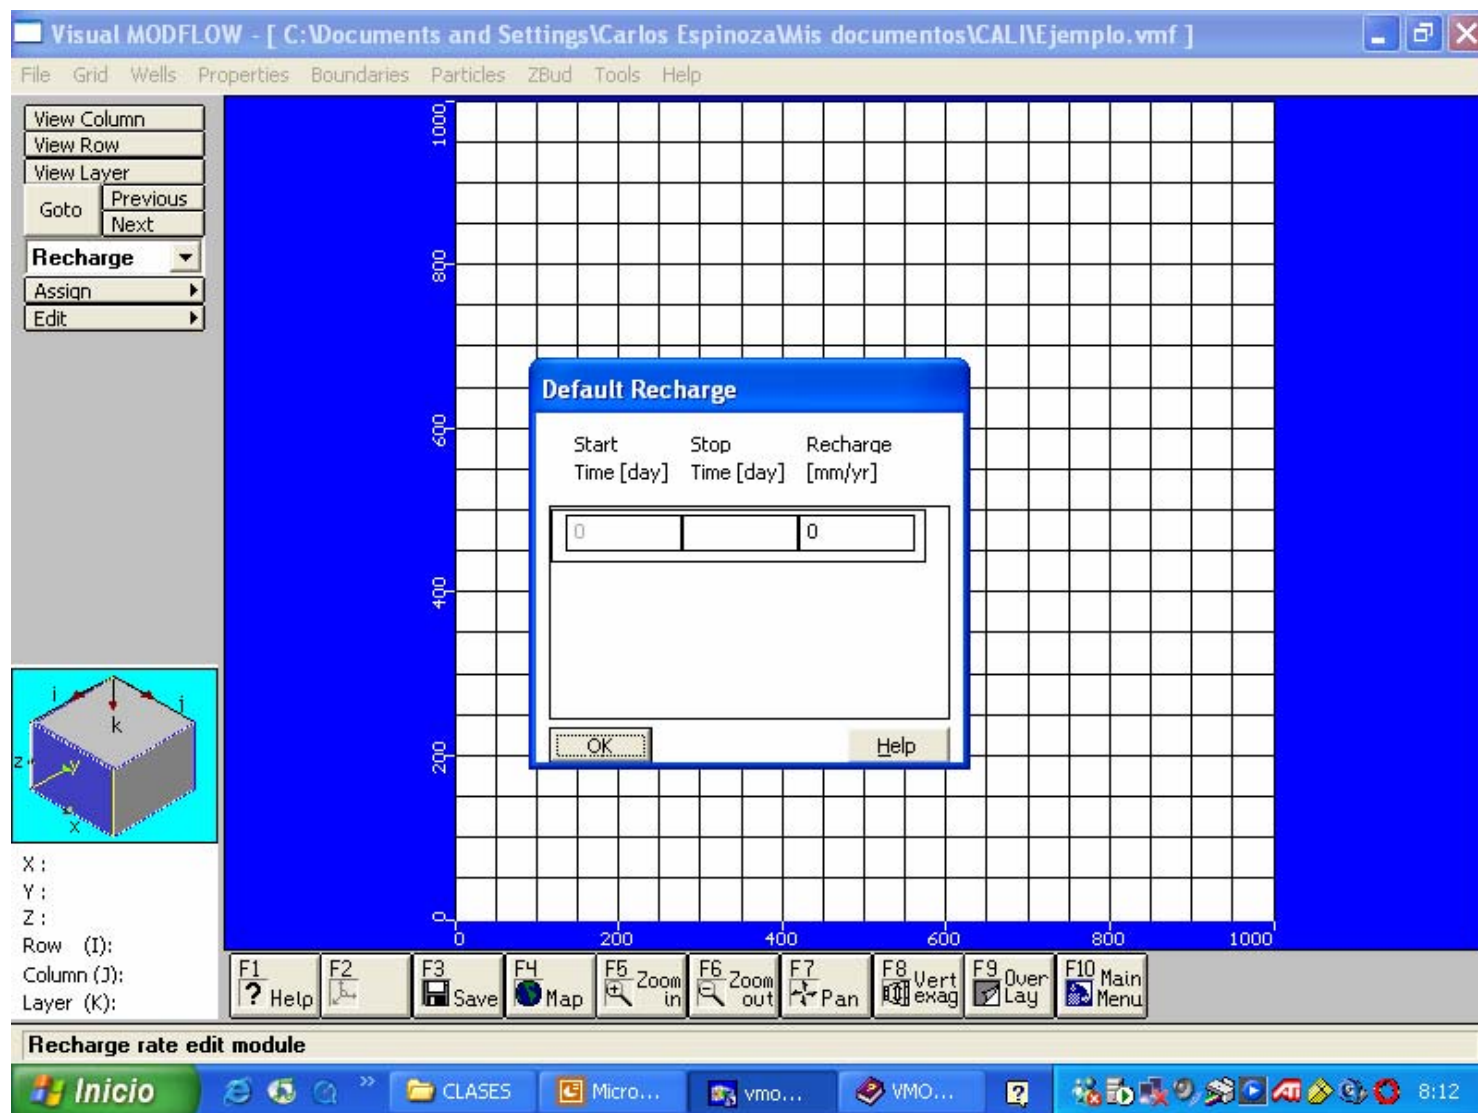 Visual MODFLOW - [ C:\Documents and Settings\Carlos Espinoza\Mis documentos\CALI\Ejemplo.vmf ]
File Grid Wells Properties Boundaries Particles ZBud Tools Help
View Column
View Row
View Layer
Goto
Previous
Next
Recharge
Assign
Edit
1000
800
600
400
200
0
0 200 400 600 800 1000
Default Recharge
Start Time [day]
Stop Time [day]
Recharge [mm/yr]
0
0
OK
Help
i
j
k
z
y
x
X :
Y :
Z :
Row (I):
Column (J):
Layer (K):
F1 ? Help
F2
F3 Save
F4 Map
F5 Zoom in
F6 Zoom out
F7 Pan
F8 Vert exag
F9 Over Lay
F10 Main Menu
Recharge rate edit module
Inicio
»
CLASES
Micro...
vmo...
VMO...
?
ATI
8:12